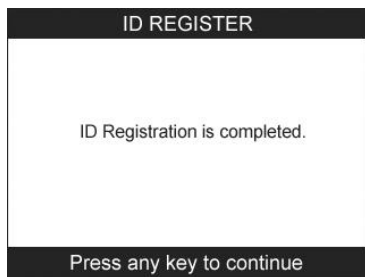 ID REGISTER
ID Registration is completed.
Press any key to continue